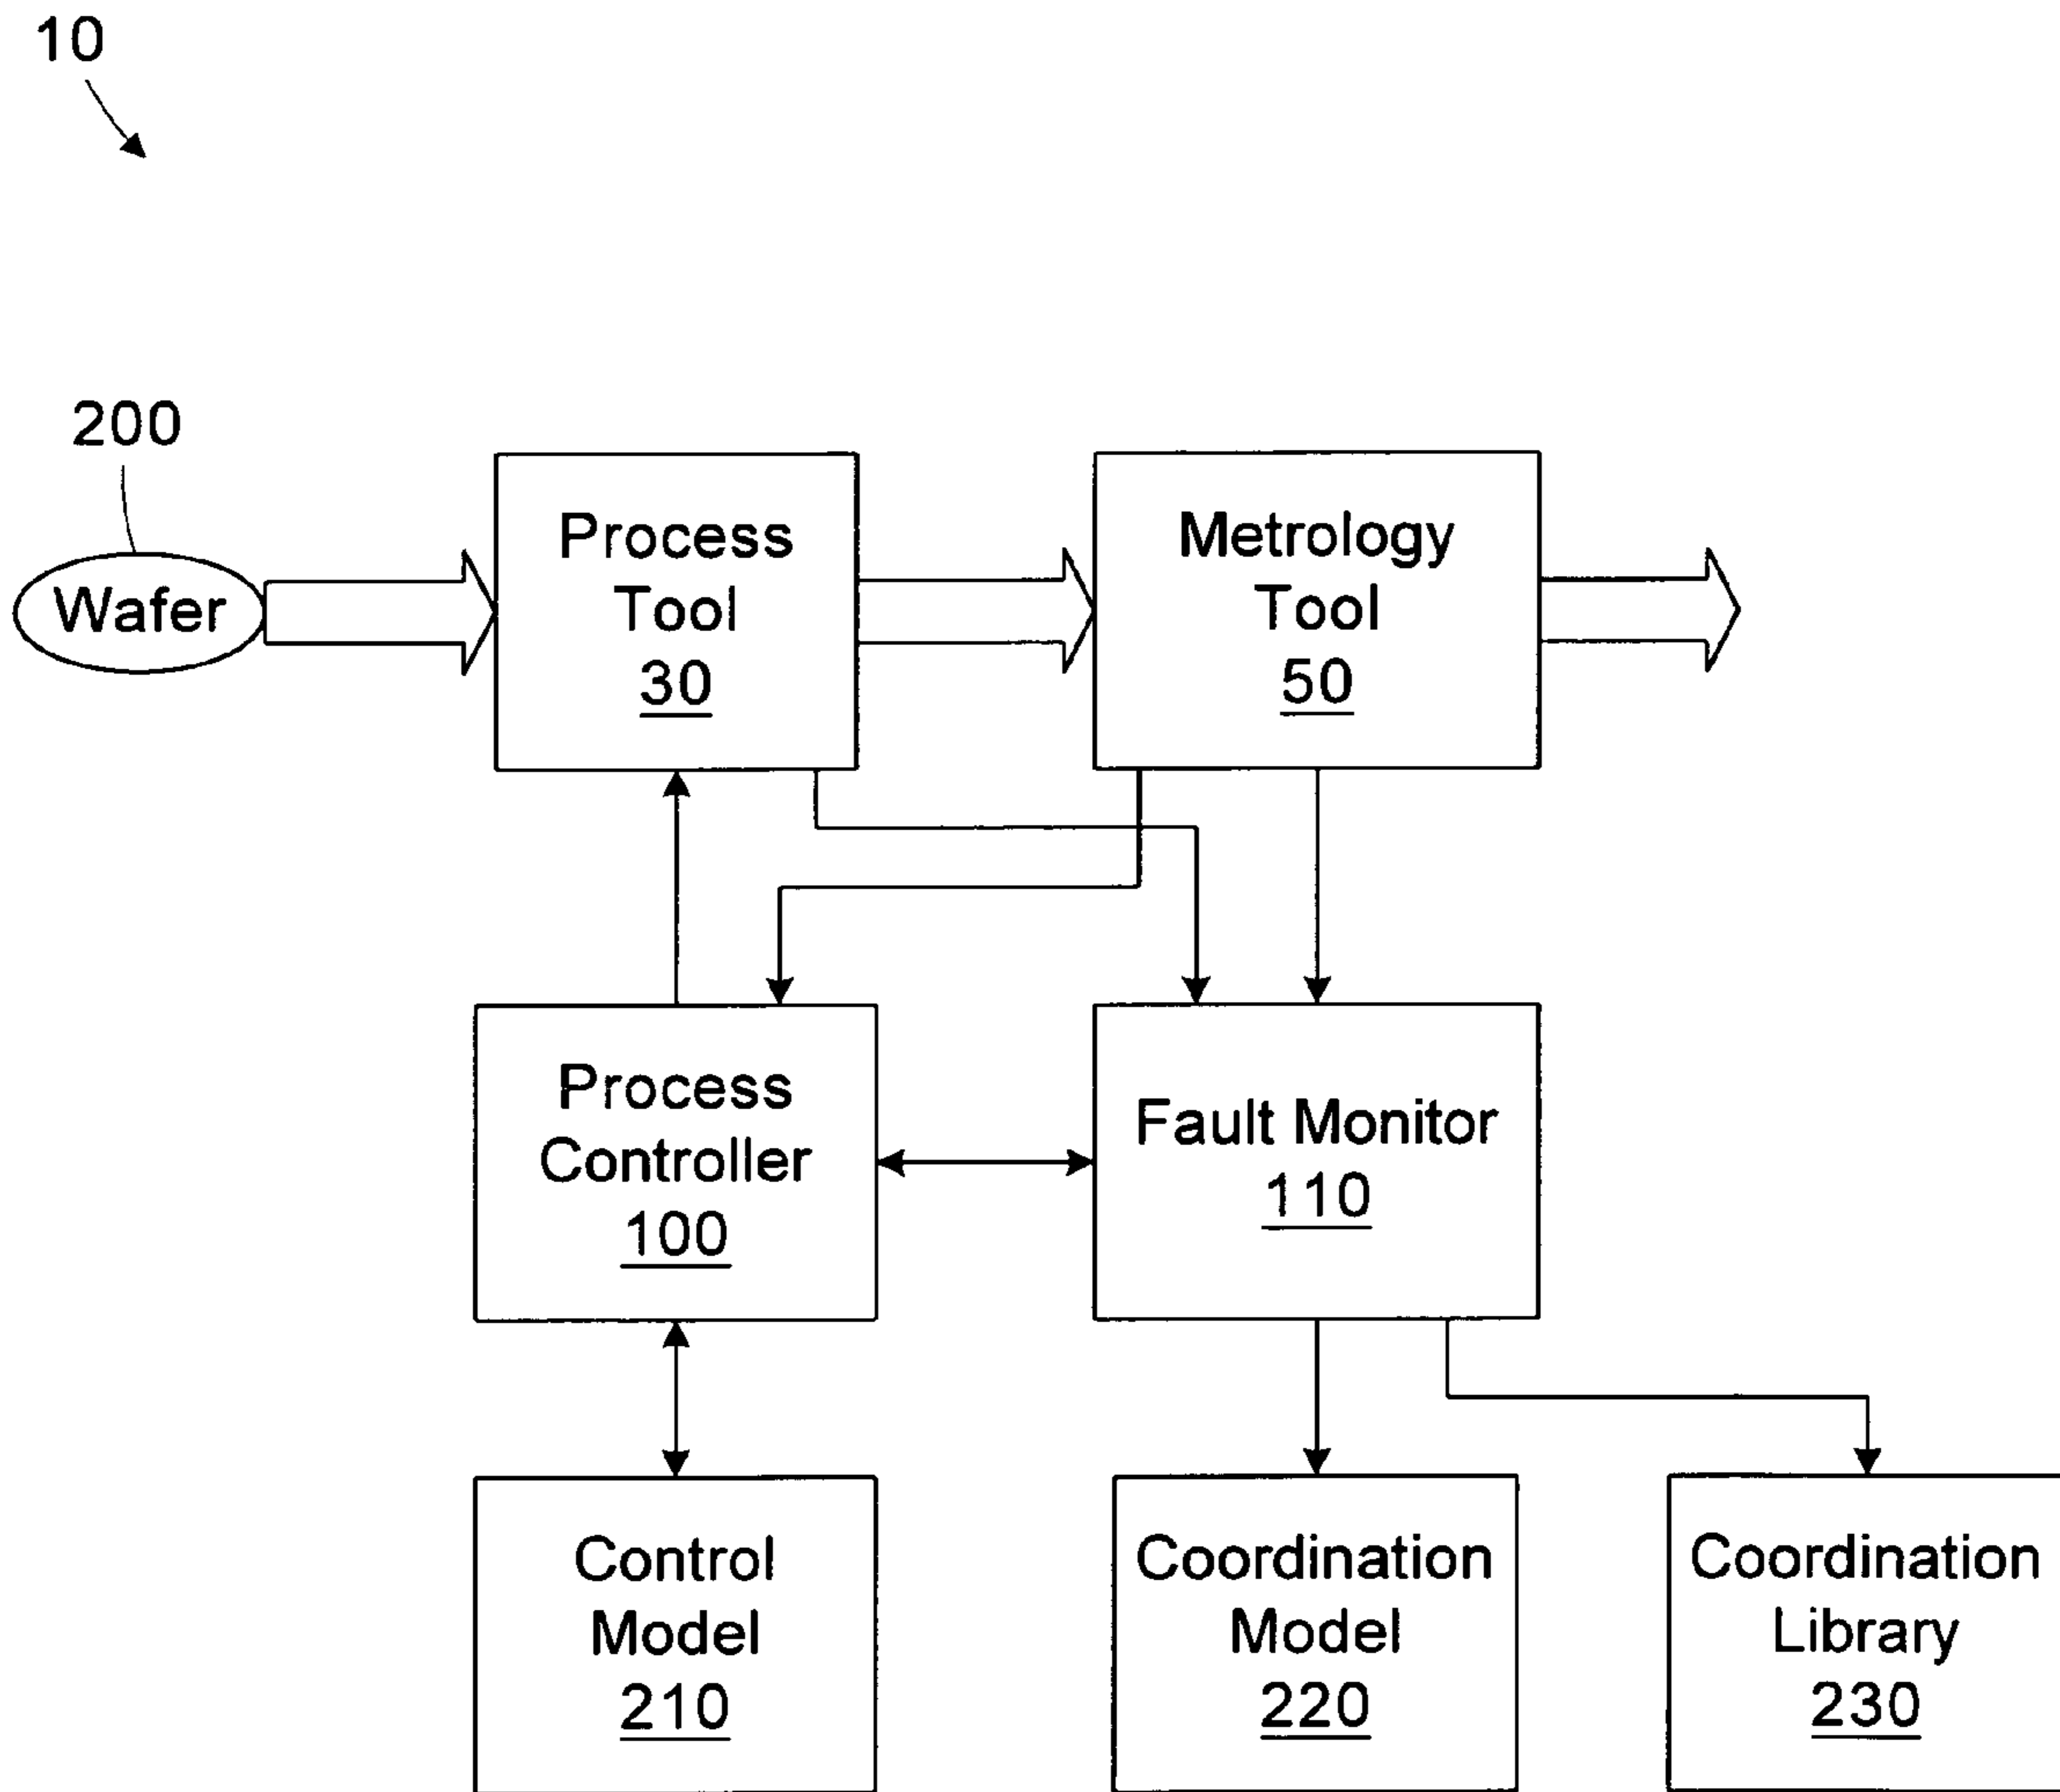 10
200
Wafer
Process
Tool
30
Metrology
Tool
50
Process
Controller
100
Fault Monitor
110
Control
Model
210
Coordination
Model
220
Coordination
Library
230